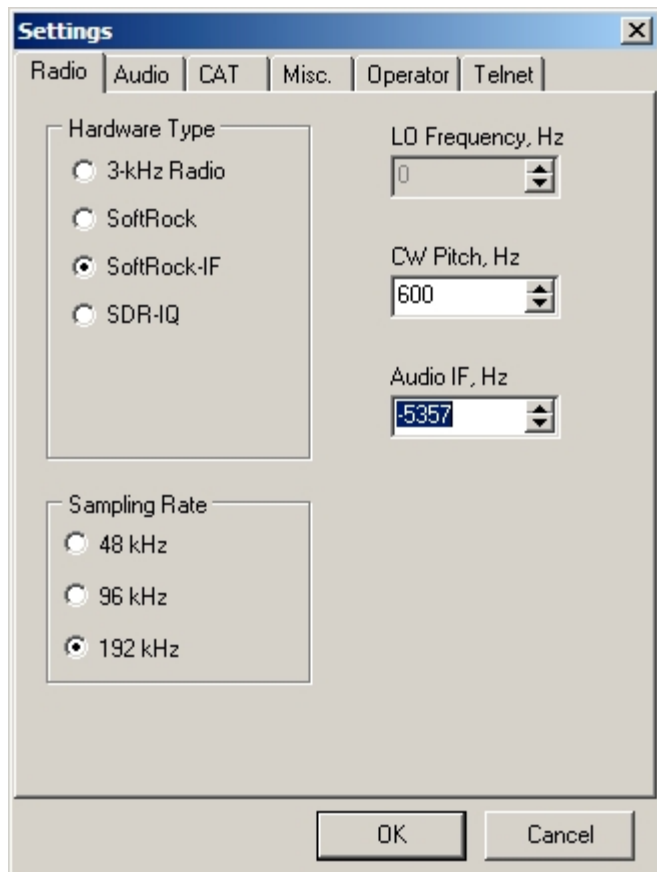 Settings
Radio Audio CAT Misc. Operator Telnet
Hardware Type
3-kHz Radio
SoftRock
SoftRock-IF
SDR-IQ
LO Frequency, Hz
0
CW Pitch, Hz
600
Audio IF, Hz
-5357
Sampling Rate
48 kHz
96 kHz
192 kHz
OK Cancel